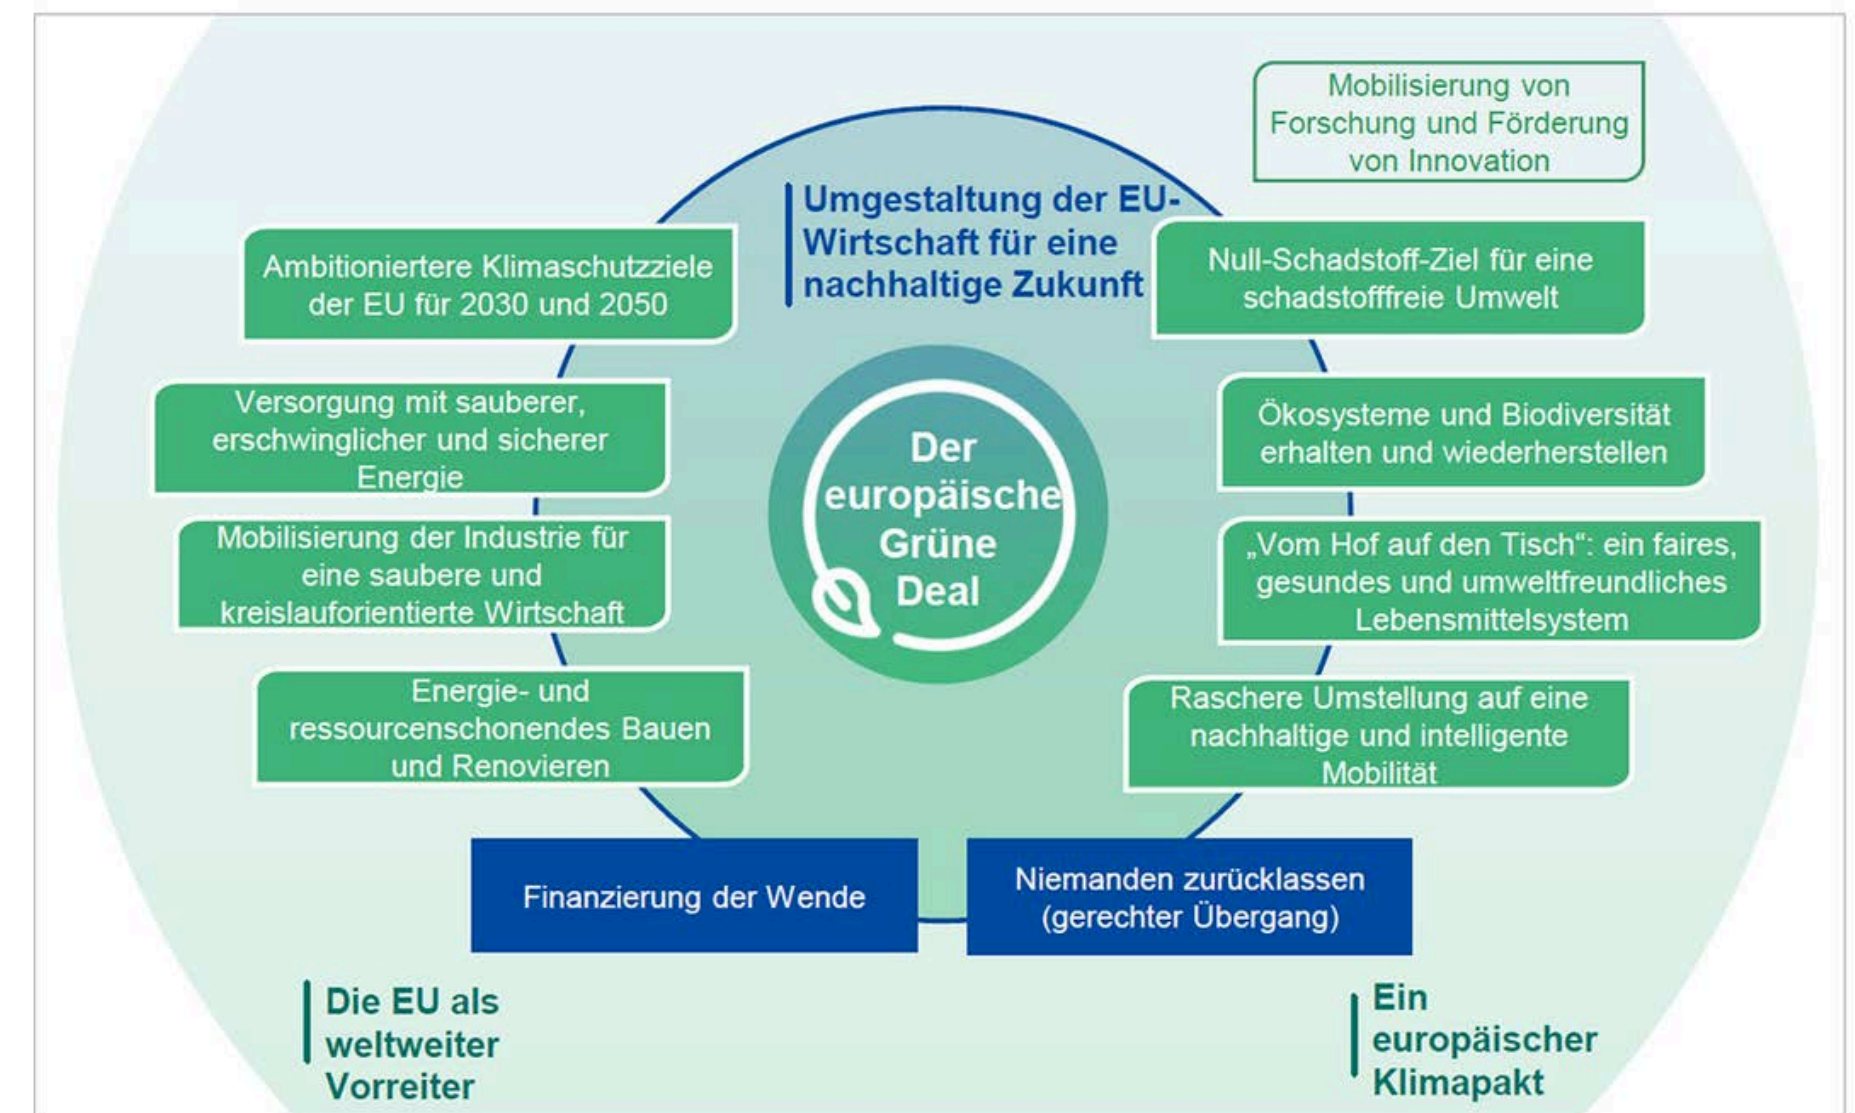 Mobilisierung von
Forschung und Förderung
von Innovation
Umgestaltung der EU-
Wirtschaft für eine
nachhaltige Zukunft
Ambitioniertere Klimaschutzziele
der EU für 2030 und 2050
Null-Schadstoff-Ziel für eine
schadstofffreie Umwelt
Versorgung mit sauberer,
erschwinglicher und sicherer
Energie
Ökosysteme und Biodiversität
erhalten und wiederherstellen
Der
europäische
Grüne
Deal
Mobilisierung der Industrie für
eine saubere und
kreislauforientierte Wirtschaft
„Vom Hof auf den Tisch“: ein faires,
gesundes und umweltfreundliches
Lebensmittelsystem
Energie- und
ressourcenschonendes Bauen
und Renovieren
Raschere Umstellung auf eine
nachhaltige und intelligente
Mobilität
Finanzierung der Wende
Niemanden zurücklassen
(gerechter Übergang)
Die EU als
weltweiter
Vorreiter
Ein
europäischer
Klimapakt